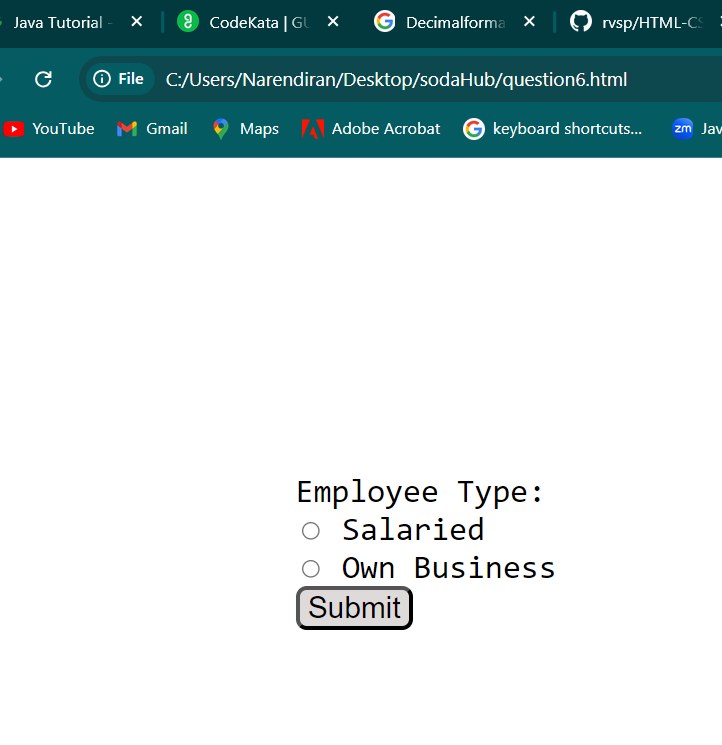 Java Tutorial - CodeKata | GU Decimalforma rvsp/HTML-CS
File C:/Users/Narendiran/Desktop/sodaHub/question6.html
YouTube Gmail Maps Adobe Acrobat keyboard shortcuts... zm Jav
Employee Type:
Salaried
Own Business
Submit